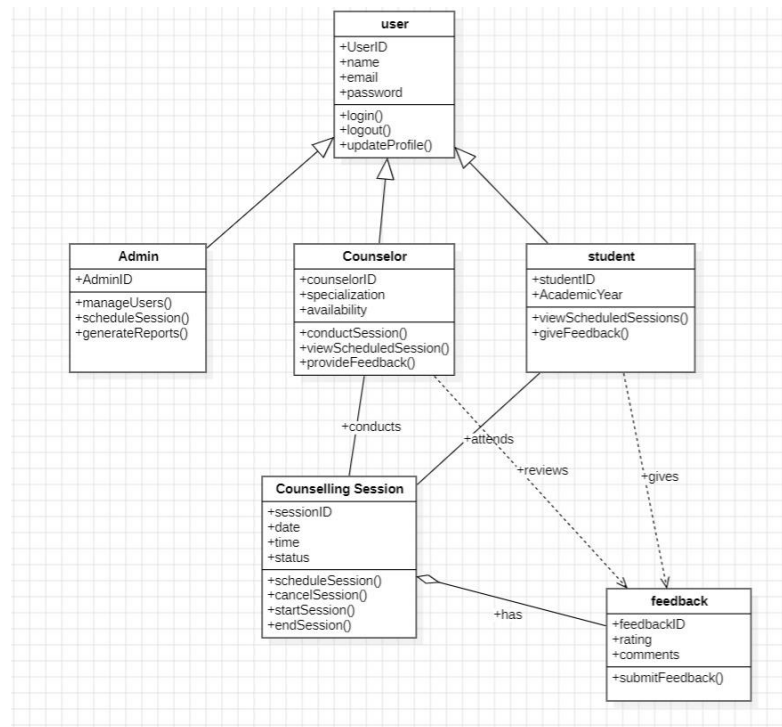 user
+UserID
+name
+email
+password
+login()
+logout()
+updateProfile()
Admin
+AdminID
+manageUsers()
+scheduleSession()
+generateReports()
Counselor
+counselorID
+specialization
+availability
+conductSession()
+viewScheduledSession()
+provideFeedback()
student
+studentID
+AcademicYear
+viewScheduledSessions()
+giveFeedback()
+conducts
+attends
+reviews
+gives
Counselling Session
+sessionID
+date
+time
+status
+scheduleSession()
+cancelSession()
+startSession()
+endSession()
+has
feedback
+feedbackID
+rating
+comments
+submitFeedback()